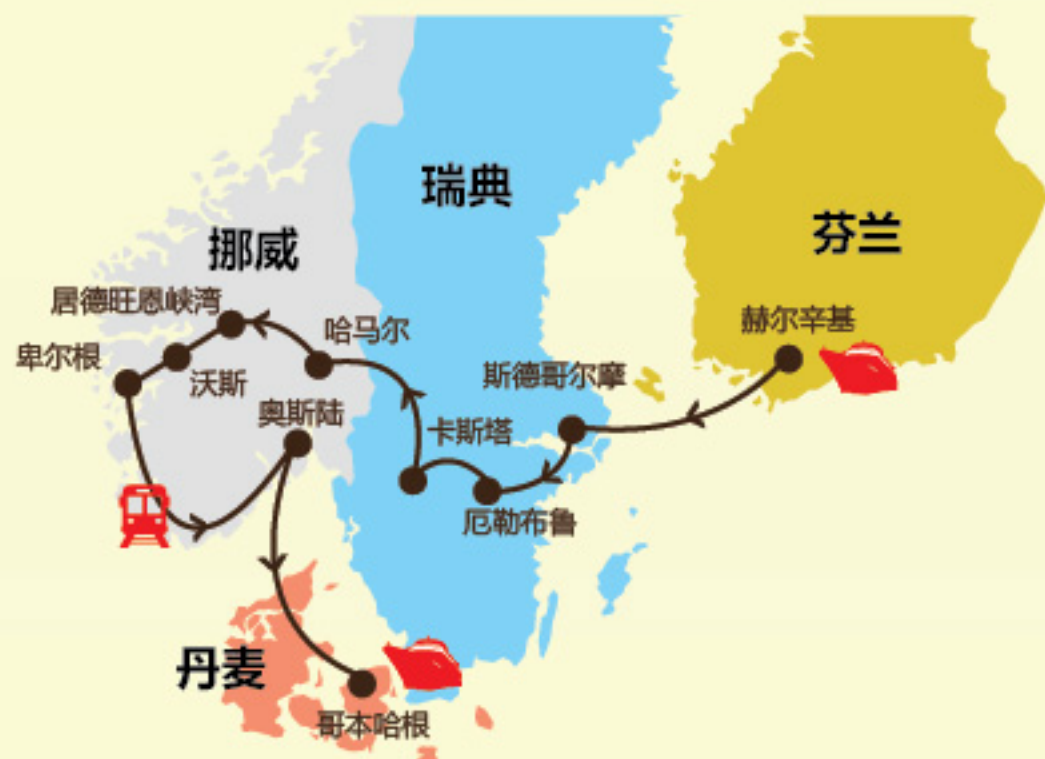 瑞典
芬兰
挪威
居德旺恩峡湾
哈马尔
赫尔辛基
卑尔根
沃斯
斯德哥尔摩
奥斯陆
卡斯塔
厄勒布鲁
丹麦
哥本哈根